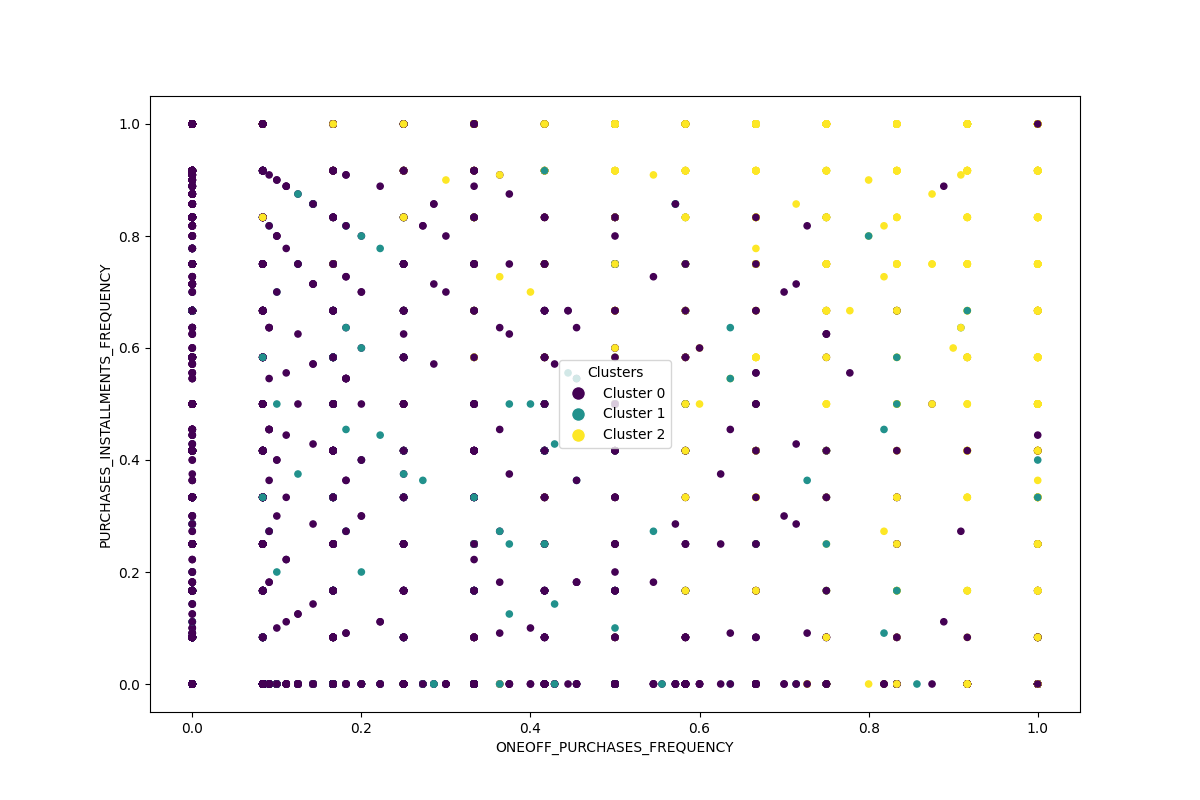 1.0
0.8
0.6
0.4
0.2
0.0
PURCHASES_INSTALLMENTS_FREQUENCY
Clusters
Cluster 0
Cluster 1
Cluster 2
0.0 0.2 0.4 0.6 0.8 1.0
ONEOFF_PURCHASES_FREQUENCY